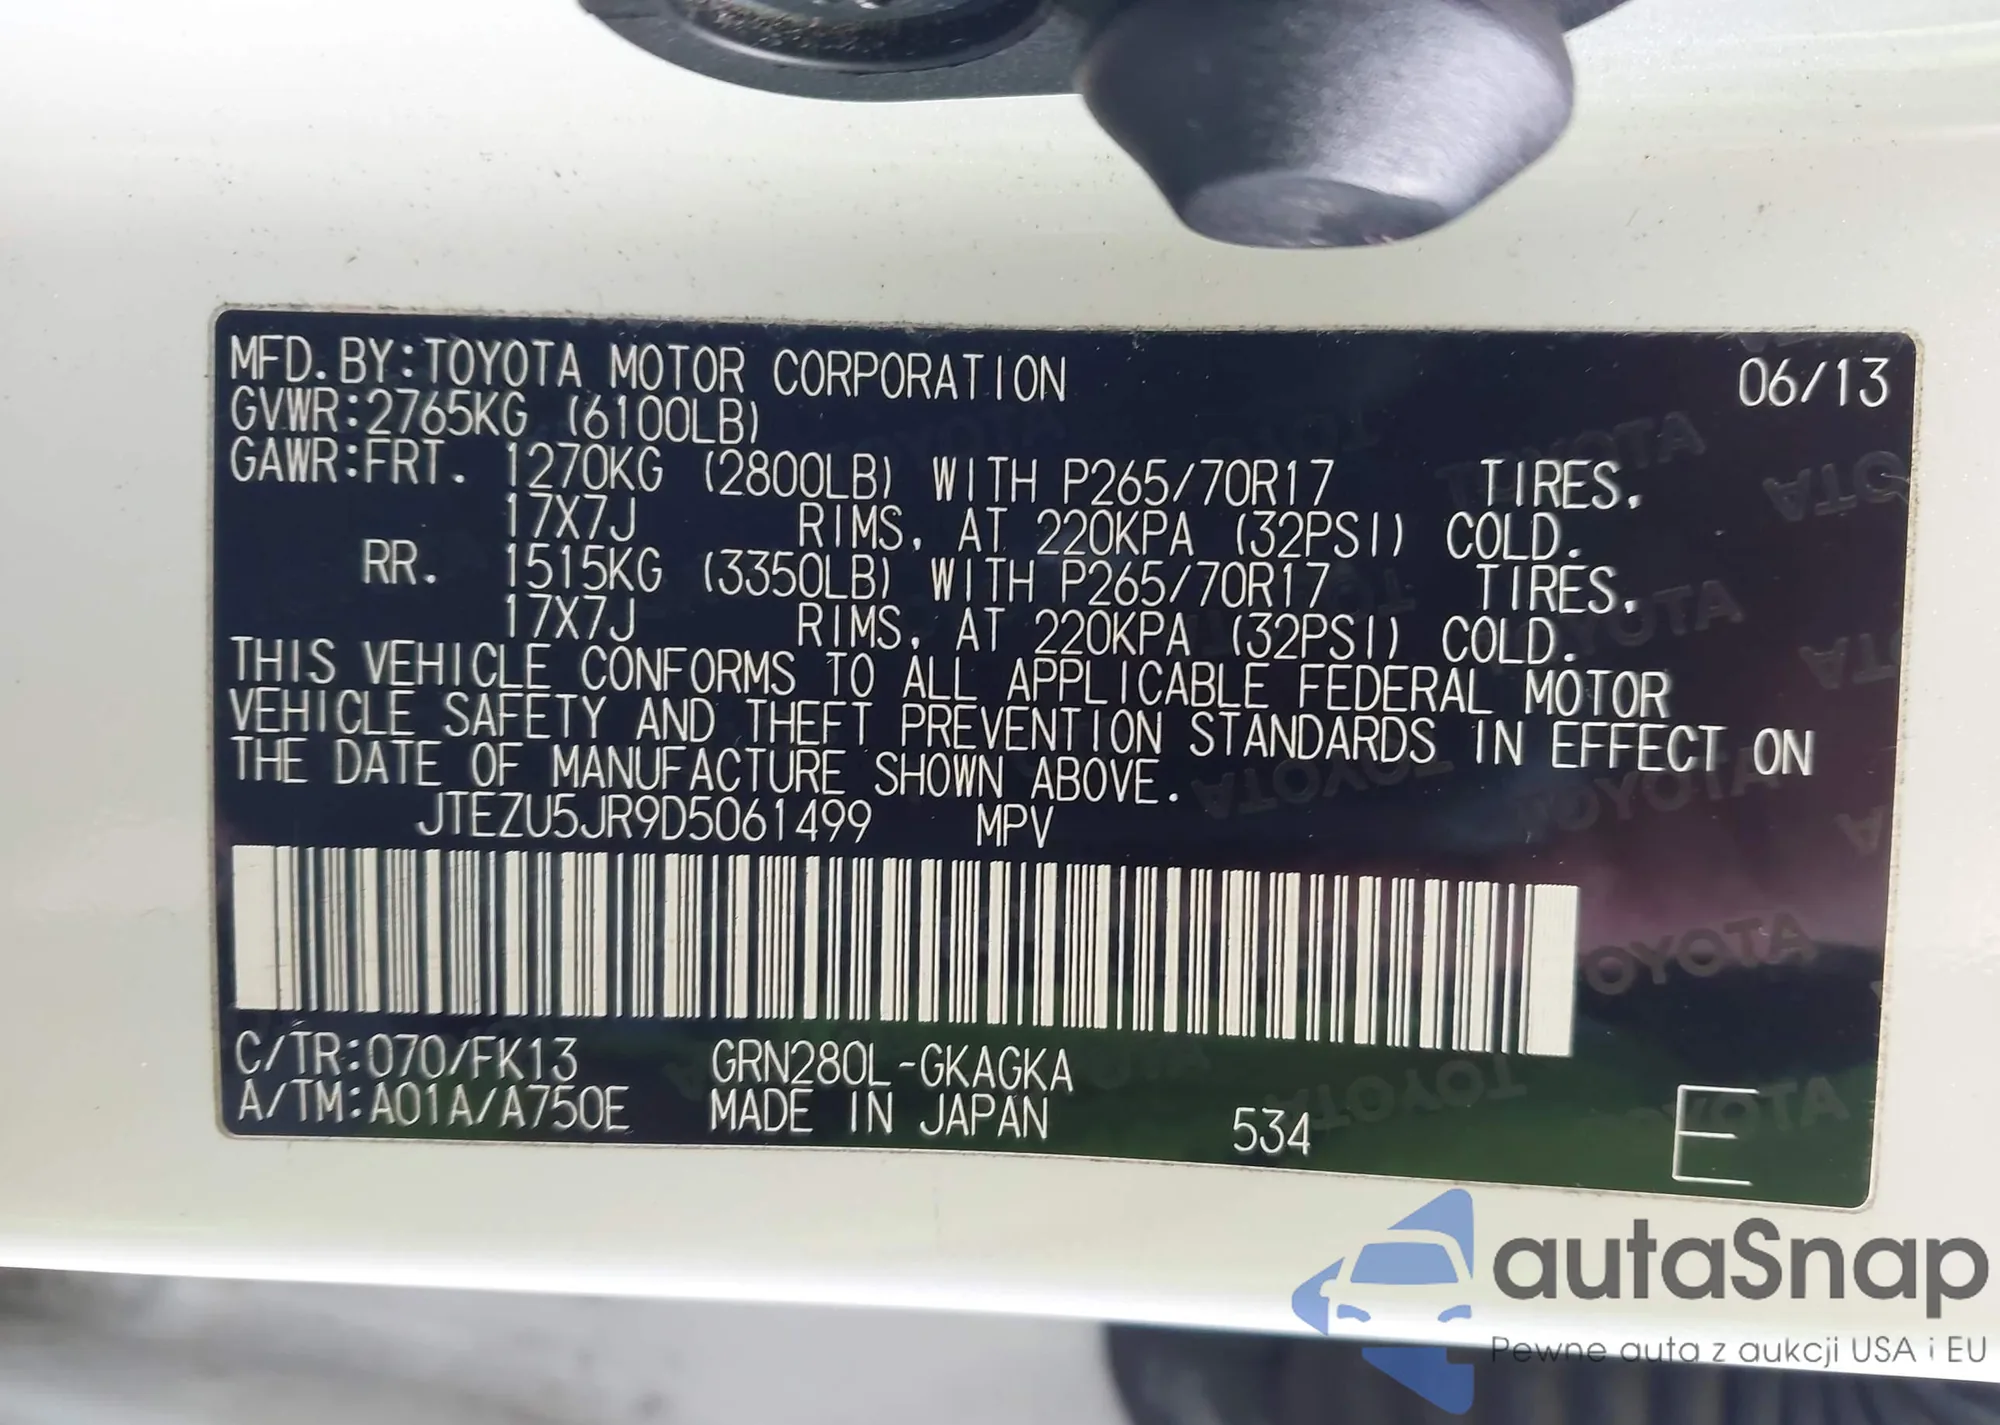 MFD.BY:TOYOTA MOTOR CORPORATION 06/13
GVWR:2765KG (6100LB)
GAWR:FRT. 1270KG (2800LB) WITH P265/70R17 TIRES,
17X7J RIMS, AT 220KPA (32PSI) COLD.
RR. 1515KG (3350LB) WITH P265/70R17 TIRES,
17X7J RIMS, AT 220KPA (32PSI) COLD.
THIS VEHICLE CONFORMS TO ALL APPLICABLE FEDERAL MOTOR
VEHICLE SAFETY AND THEFT PREVENTION STANDARDS IN EFFECT ON
THE DATE OF MANUFACTURE SHOWN ABOVE.
JTEZU5JR9D5061499 MPV
C/TR:070/FK13 GRN280L-GKAGKA
A/TM:A01A/A750E MADE IN JAPAN 534 E
autaSnap
Pewne auta z aukcji USA i EU